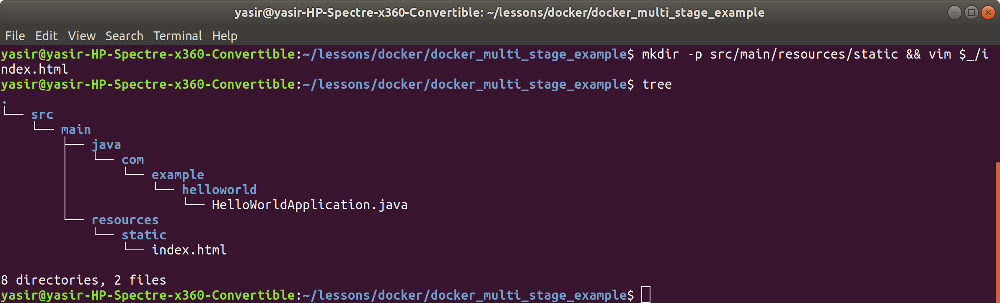 yasir@yasir-HP-Spectre-x360-Convertible: ~/lessons/docker/docker_multi_stage_example
File Edit View Search Terminal Help
yasir@yasir-HP-Spectre-x360-Convertible:~/lessons/docker/docker_multi_stage_example$ mkdir -p src/main/resources/static && vim $_/i
ndex.html
yasir@yasir-HP-Spectre-x360-Convertible:~/lessons/docker/docker_multi_stage_example$ tree
.
└── src
    └── main
        ├── java
        │   └── com
        │       └── example
        │           └── helloworld
        │               └── HelloWorldApplication.java
        └── resources
            └── static
                └── index.html
8 directories, 2 files
yasir@yasir-HP-Spectre-x360-Convertible:~/lessons/docker/docker_multi_stage_example$